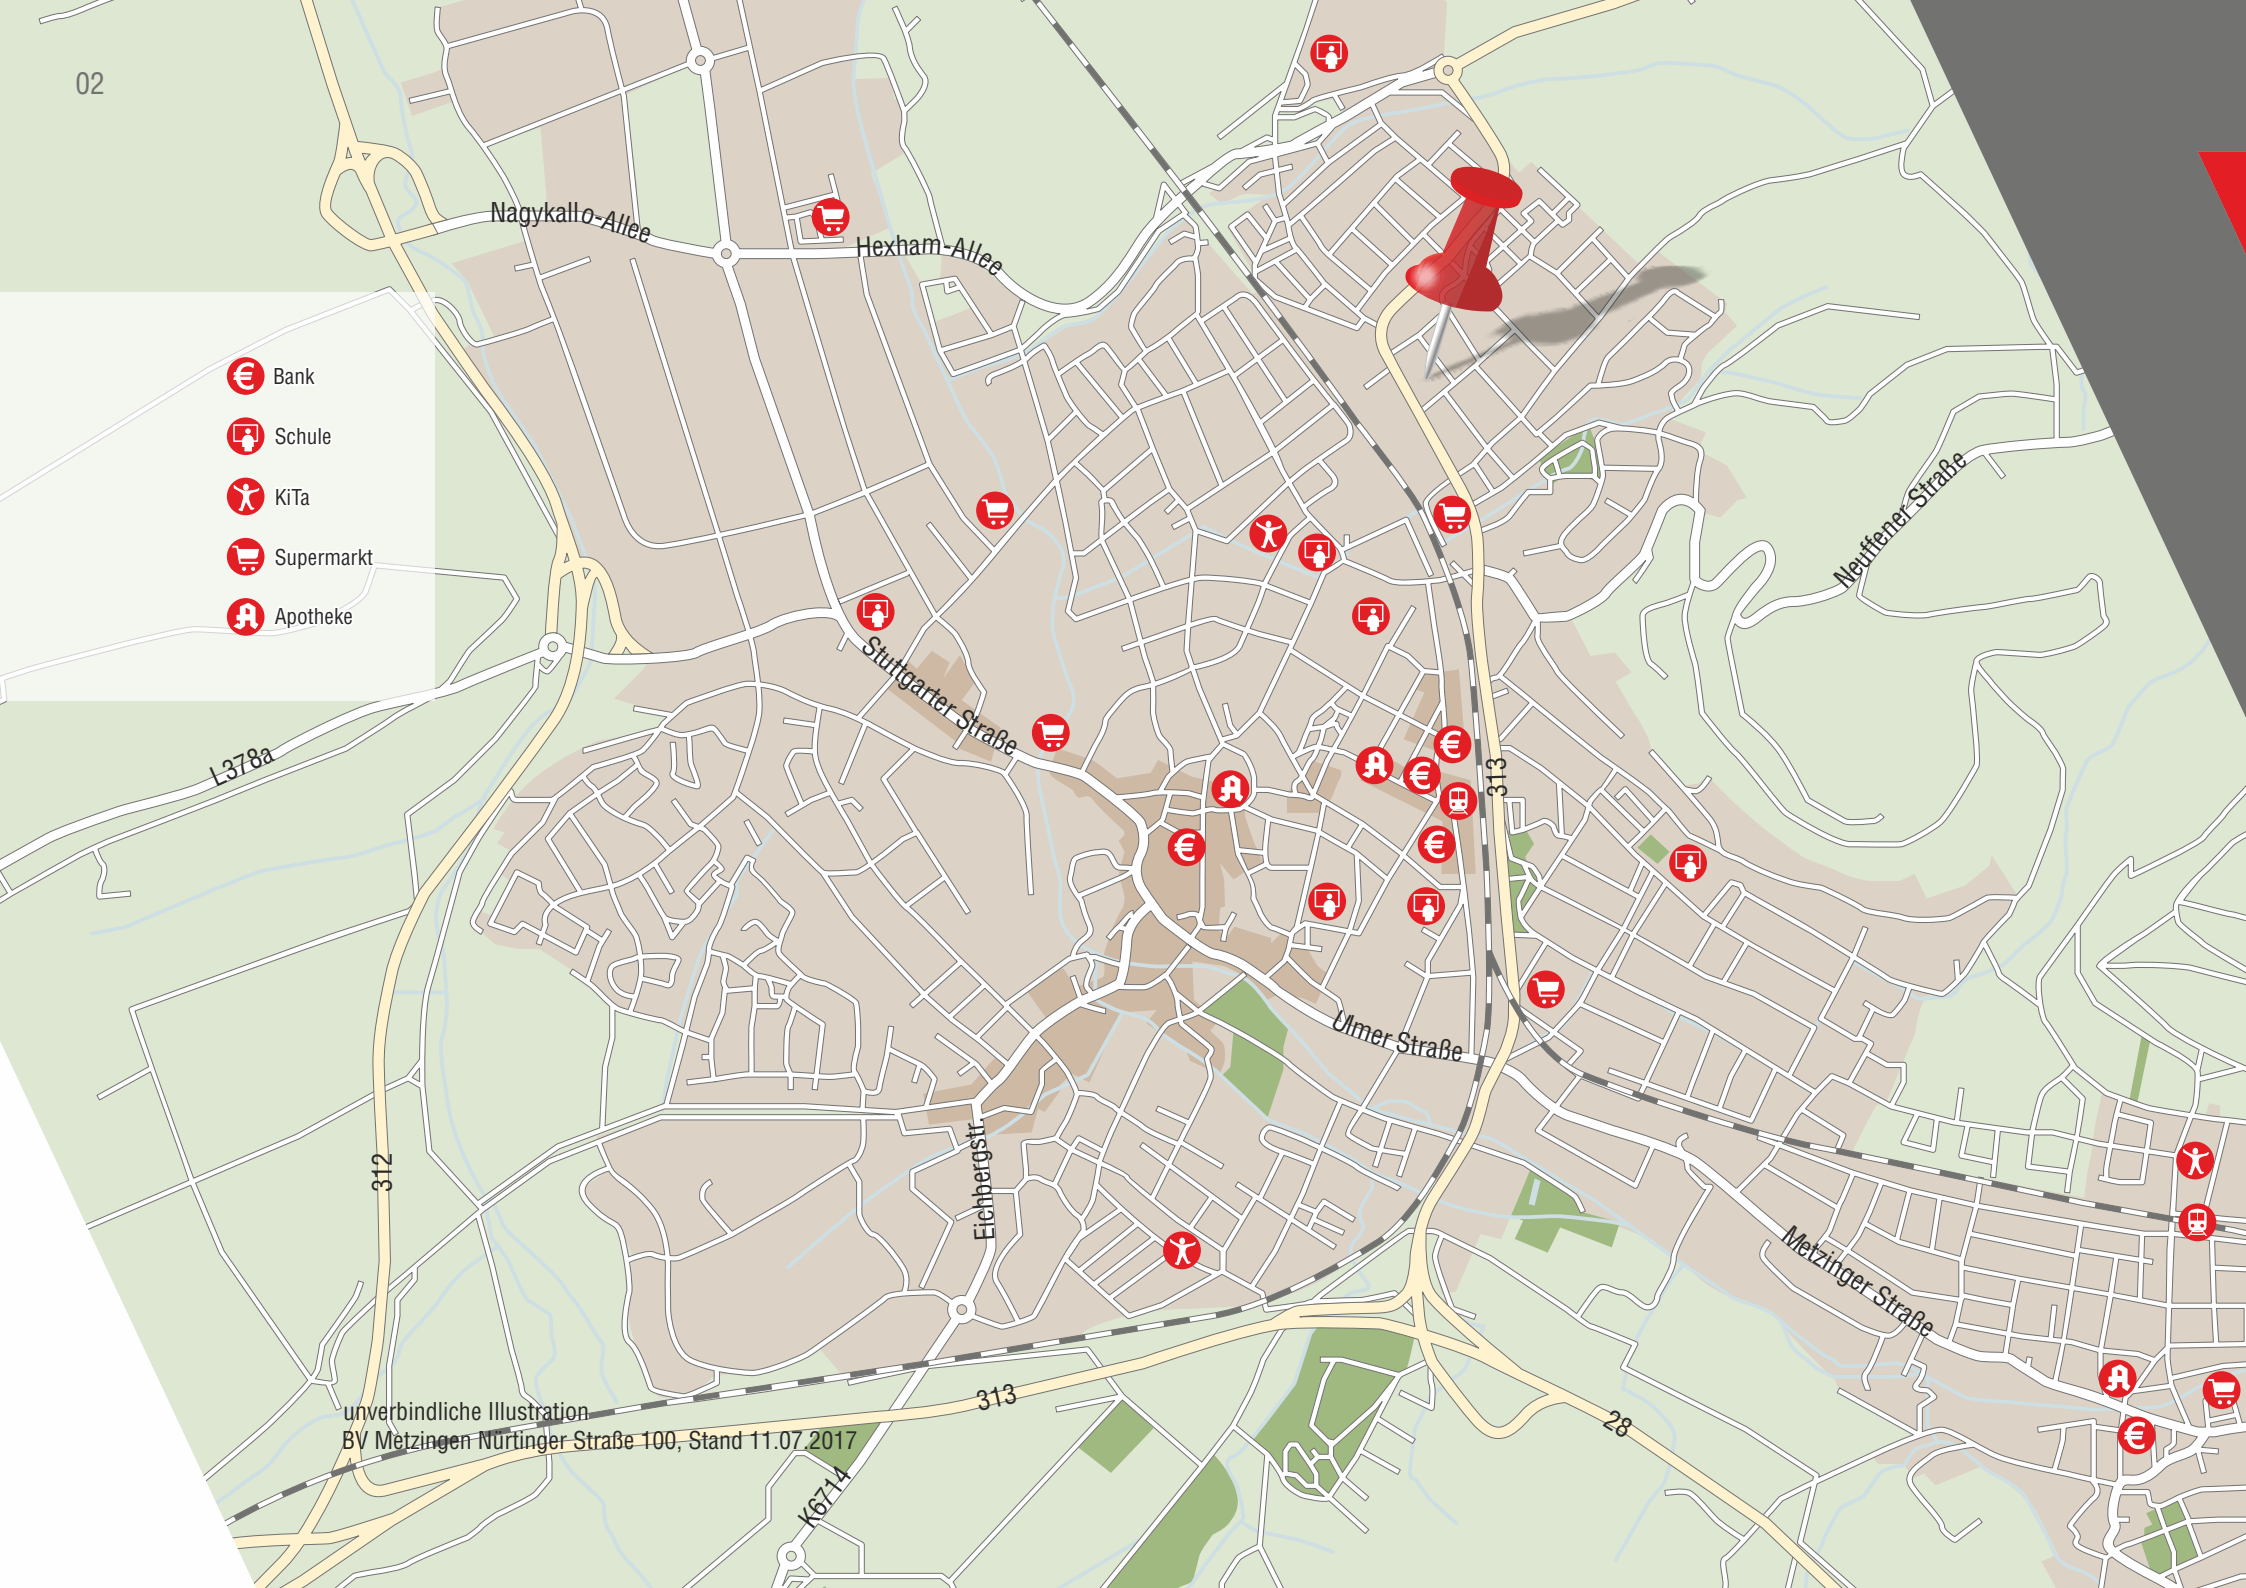 02
Nagykallo-Allee
Hexham-Allee
€ Bank
Schule
KiTa
Supermarkt
A Apotheke
Neuffener Straße
Stuttgarter Straße
L378a
313
Ulmer Straße
312
Eichbergstr.
Metzinger Straße
313
28
unverbindliche Illustration
BV Metzingen Nürtinger Straße 100, Stand 11.07.2017
K6714